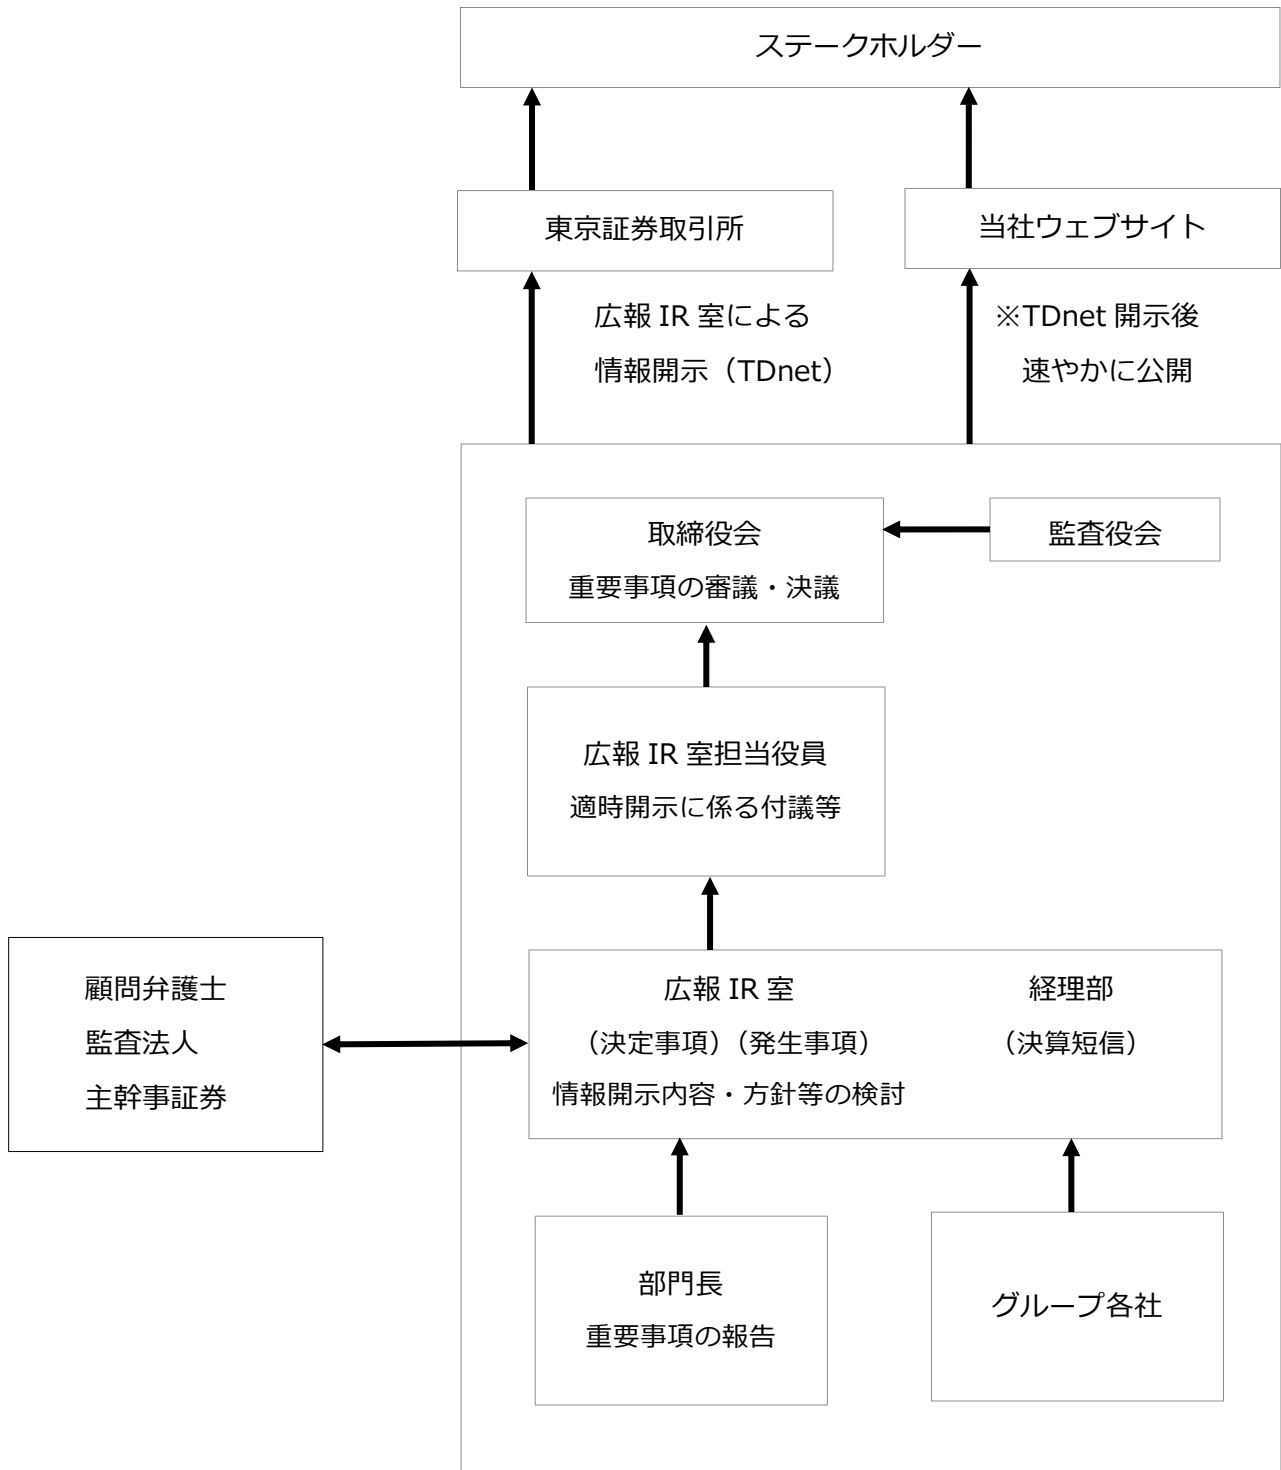 ステークホルダー
東京証券取引所
当社ウェブサイト
広報 IR 室による
情報開示（TDnet）
※TDnet 開示後
速やかに公開
取締役会
重要事項の審議・決議
監査役会
広報 IR 室担当役員
適時開示に係る付議等
顧問弁護士
監査法人
主幹事証券
広報 IR 室
（決定事項）（発生事項）
情報開示内容・方針等の検討
経理部
（決算短信）
部門長
重要事項の報告
グループ各社